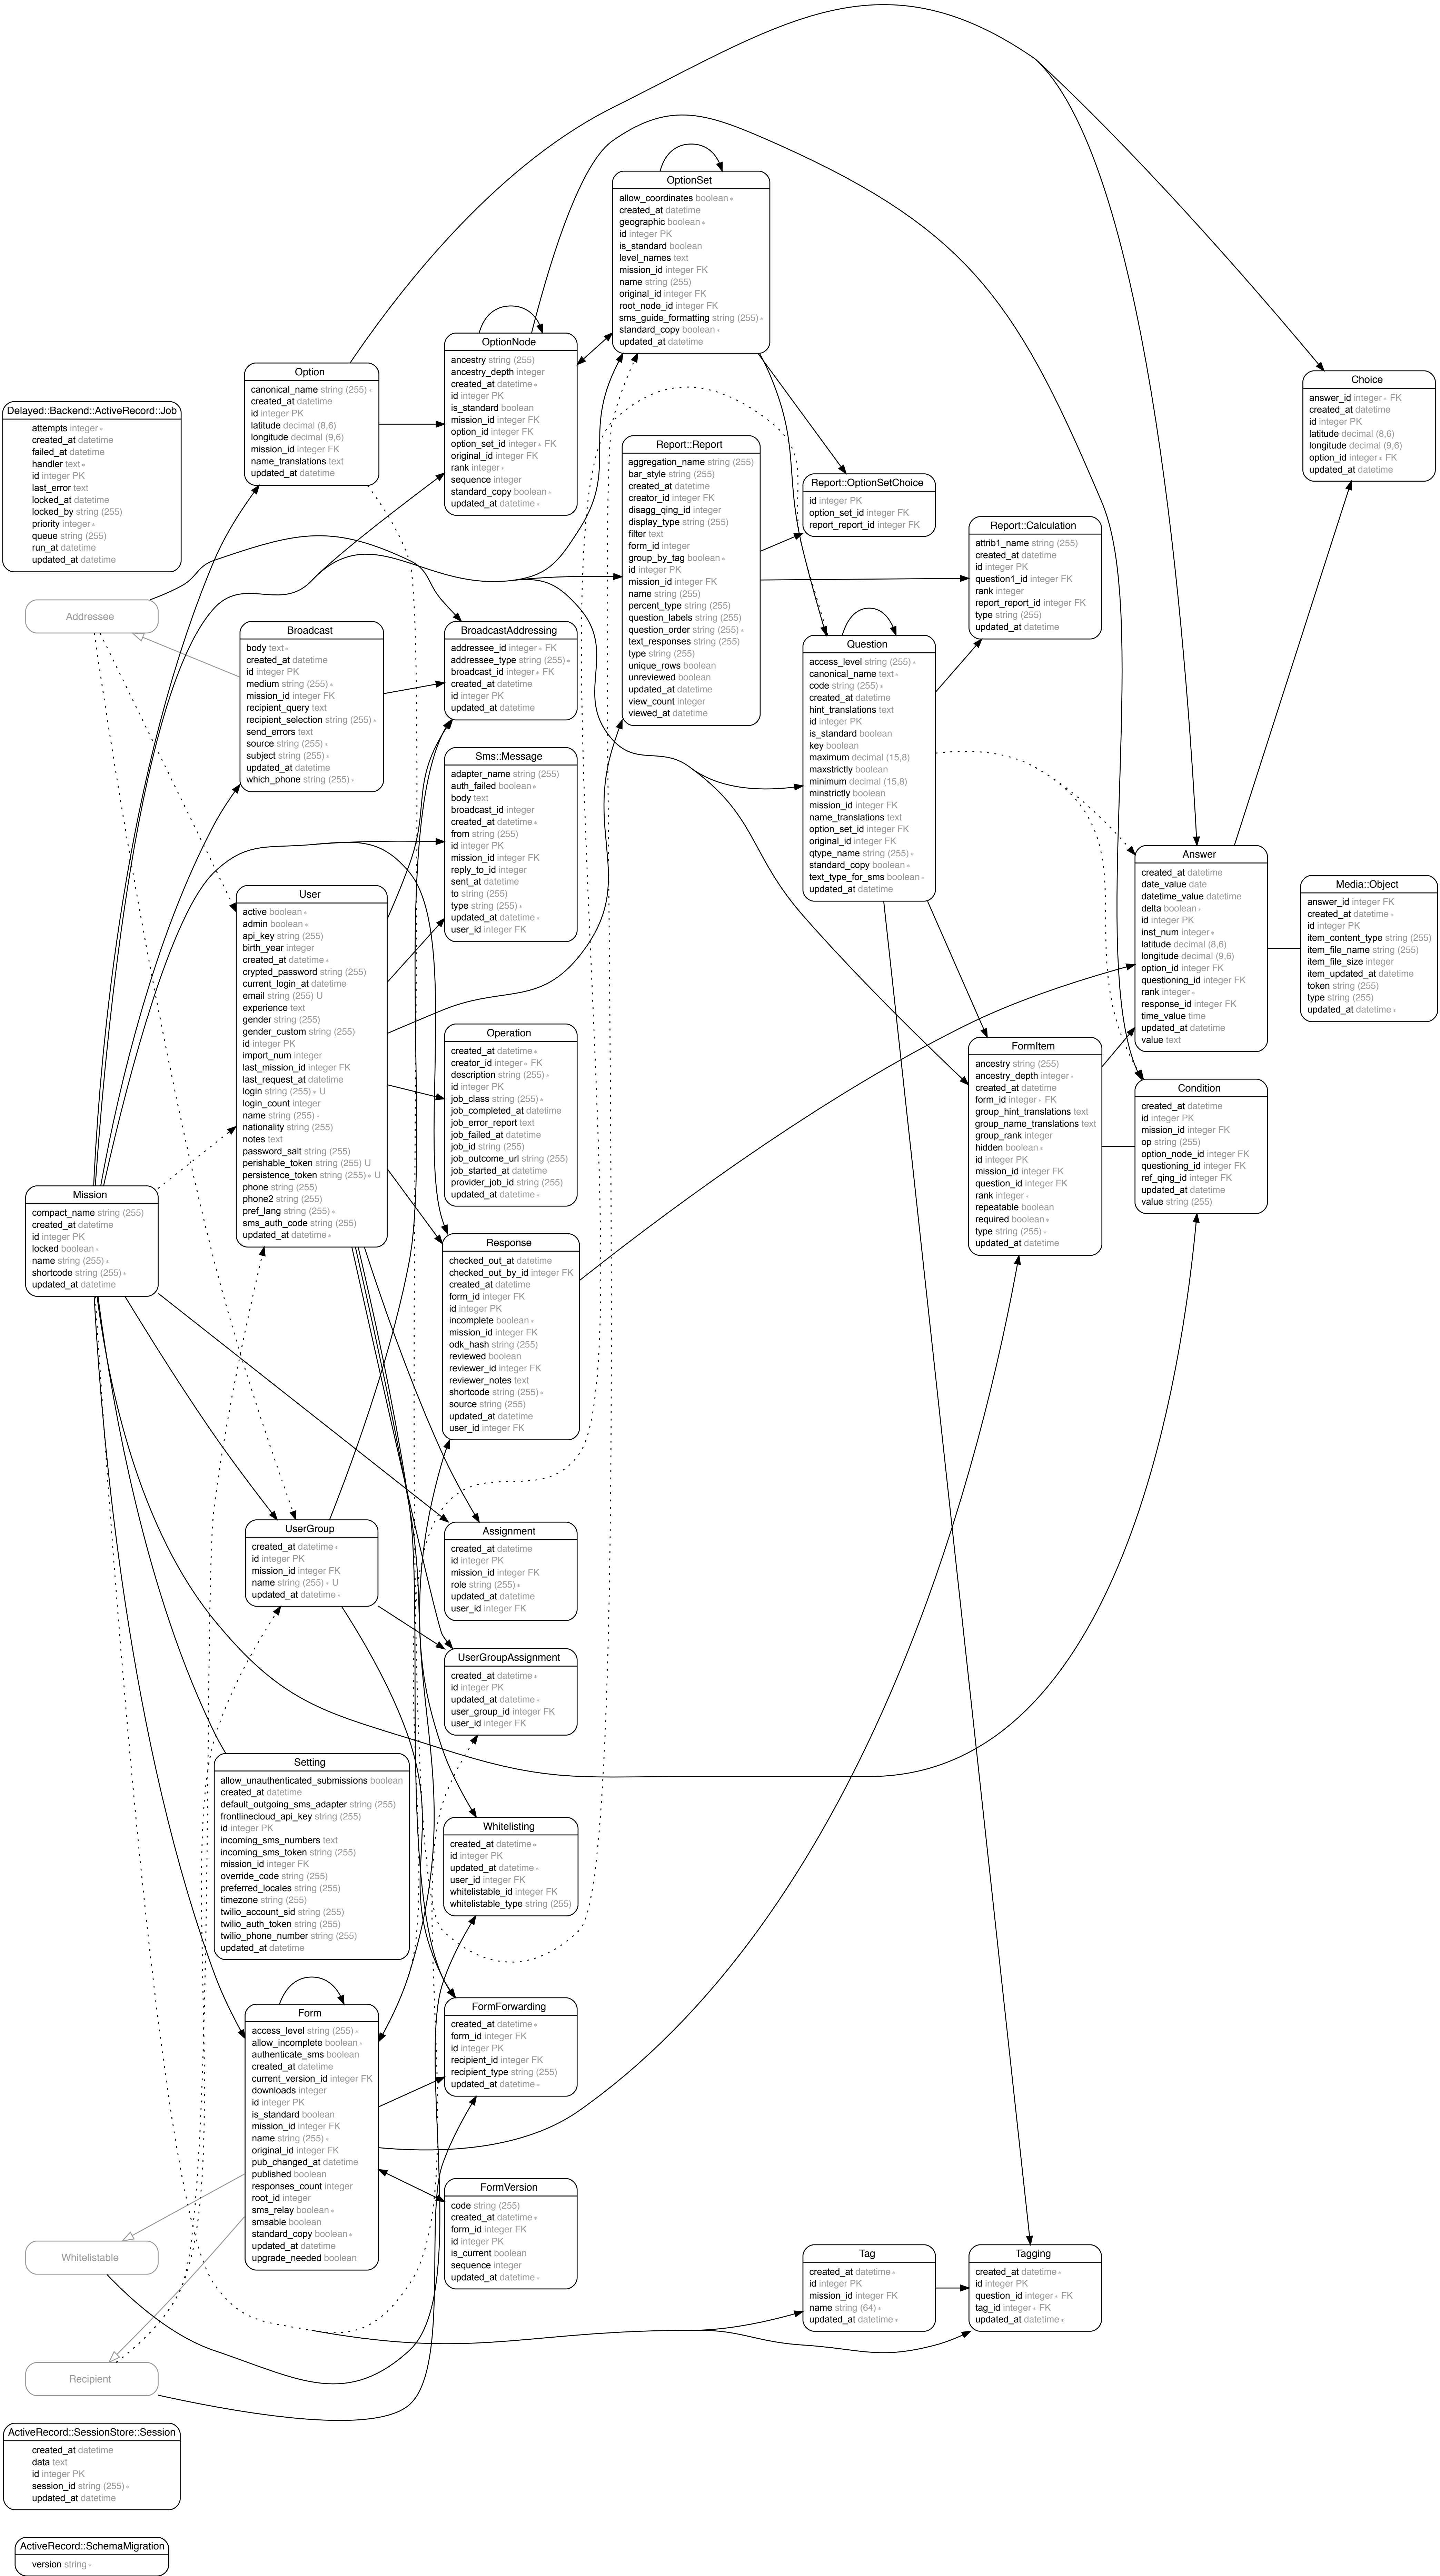 OptionSet
allow_coordinates boolean ∗
created_at datetime
geographic boolean ∗
id integer PK
is_standard boolean
level_names text
mission_id integer FK
name string (255)
original_id integer FK
root_node_id integer FK
sms_guide_formatting string (255) ∗
standard_copy boolean ∗
updated_at datetime
OptionNode
ancestry string (255)
ancestry_depth integer
created_at datetime ∗
id integer PK
is_standard boolean
mission_id integer FK
option_id integer FK
option_set_id integer ∗ FK
original_id integer FK
rank integer ∗
sequence integer
standard_copy boolean ∗
updated_at datetime ∗
Option
canonical_name string (255) ∗
created_at datetime
id integer PK
latitude decimal (8,6)
longitude decimal (9,6)
mission_id integer FK
name_translations text
updated_at datetime
Choice
answer_id integer ∗ FK
created_at datetime
id integer PK
latitude decimal (8,6)
longitude decimal (9,6)
option_id integer ∗ FK
updated_at datetime
Delayed::Backend::ActiveRecord::Job
attempts integer ∗
created_at datetime
failed_at datetime
handler text ∗
id integer PK
last_error text
locked_at datetime
locked_by string (255)
priority integer ∗
queue string (255)
run_at datetime
updated_at datetime
Report::Report
aggregation_name string (255)
bar_style string (255)
created_at datetime
creator_id integer FK
disagg_qing_id integer
display_type string (255)
filter text
form_id integer
group_by_tag boolean ∗
id integer PK
mission_id integer FK
name string (255)
percent_type string (255)
question_labels string (255)
question_order string (255) ∗
text_responses string (255)
type string (255)
unique_rows boolean
unreviewed boolean
updated_at datetime
view_count integer
viewed_at datetime
Report::OptionSetChoice
id integer PK
option_set_id integer FK
report_report_id integer FK
Report::Calculation
attrib1_name string (255)
created_at datetime
id integer PK
question1_id integer FK
rank integer
report_report_id integer FK
type string (255)
updated_at datetime
Addressee
Broadcast
body text ∗
created_at datetime
id integer PK
medium string (255) ∗
mission_id integer FK
recipient_query text
recipient_selection string (255) ∗
send_errors text
source string (255) ∗
subject string (255) ∗
updated_at datetime
which_phone string (255) ∗
BroadcastAddressing
addressee_id integer ∗ FK
addressee_type string (255) ∗
broadcast_id integer ∗ FK
created_at datetime
id integer PK
updated_at datetime
Question
access_level string (255) ∗
canonical_name text ∗
code string (255) ∗
created_at datetime
hint_translations text
id integer PK
is_standard boolean
key boolean
maximum decimal (15,8)
maxstrictly boolean
minimum decimal (15,8)
minstrictly boolean
mission_id integer FK
name_translations text
option_set_id integer FK
original_id integer FK
qtype_name string (255) ∗
standard_copy boolean ∗
text_type_for_sms boolean ∗
updated_at datetime
Sms::Message
adapter_name string (255)
auth_failed boolean ∗
body text
broadcast_id integer
created_at datetime ∗
from string (255)
id integer PK
mission_id integer FK
reply_to_id integer
sent_at datetime
to string (255)
type string (255) ∗
updated_at datetime ∗
user_id integer FK
Answer
created_at datetime
date_value date
datetime_value datetime
delta boolean ∗
id integer PK
inst_num integer ∗
latitude decimal (8,6)
longitude decimal (9,6)
option_id integer FK
questioning_id integer FK
rank integer ∗
response_id integer FK
time_value time
updated_at datetime
value text
Media::Object
answer_id integer FK
created_at datetime ∗
id integer PK
item_content_type string (255)
item_file_name string (255)
item_file_size integer
item_updated_at datetime
token string (255)
type string (255)
updated_at datetime ∗
User
active boolean ∗
admin boolean ∗
api_key string (255)
birth_year integer
created_at datetime ∗
crypted_password string (255)
current_login_at datetime
email string (255) U
experience text
gender string (255)
gender_custom string (255)
id integer PK
import_num integer
last_mission_id integer FK
last_request_at datetime
login string (255) ∗ U
login_count integer
name string (255) ∗
nationality string (255)
notes text
password_salt string (255)
perishable_token string (255) U
persistence_token string (255) ∗ U
phone string (255)
phone2 string (255)
pref_lang string (255) ∗
sms_auth_code string (255)
updated_at datetime ∗
Operation
created_at datetime ∗
creator_id integer ∗ FK
description string (255) ∗
id integer PK
job_class string (255) ∗
job_completed_at datetime
job_error_report text
job_failed_at datetime
job_id string (255)
job_outcome_url string (255)
job_started_at datetime
provider_job_id string (255)
updated_at datetime ∗
FormItem
ancestry string (255)
ancestry_depth integer ∗
created_at datetime
form_id integer ∗ FK
group_hint_translations text
group_name_translations text
group_rank integer
hidden boolean ∗
id integer PK
mission_id integer FK
question_id integer FK
rank integer ∗
repeatable boolean
required boolean ∗
type string (255) ∗
updated_at datetime
Condition
created_at datetime
id integer PK
mission_id integer FK
op string (255)
option_node_id integer FK
questioning_id integer FK
ref_qing_id integer FK
updated_at datetime
value string (255)
Mission
compact_name string (255)
created_at datetime
id integer PK
locked boolean ∗
name string (255) ∗
shortcode string (255) ∗
updated_at datetime
Response
checked_out_at datetime
checked_out_by_id integer FK
created_at datetime
form_id integer FK
id integer PK
incomplete boolean ∗
mission_id integer FK
odk_hash string (255)
reviewed boolean
reviewer_id integer FK
reviewer_notes text
shortcode string (255) ∗
source string (255)
updated_at datetime
user_id integer FK
UserGroup
created_at datetime ∗
id integer PK
mission_id integer FK
name string (255) ∗ U
updated_at datetime ∗
Assignment
created_at datetime
id integer PK
mission_id integer FK
role string (255) ∗
updated_at datetime
user_id integer FK
UserGroupAssignment
created_at datetime ∗
id integer PK
updated_at datetime ∗
user_group_id integer FK
user_id integer FK
Setting
allow_unauthenticated_submissions boolean
created_at datetime
default_outgoing_sms_adapter string (255)
frontlinecloud_api_key string (255)
id integer PK
incoming_sms_numbers text
incoming_sms_token string (255)
mission_id integer FK
override_code string (255)
preferred_locales string (255)
timezone string (255)
twilio_account_sid string (255)
twilio_auth_token string (255)
twilio_phone_number string (255)
updated_at datetime
Whitelisting
created_at datetime ∗
id integer PK
updated_at datetime ∗
user_id integer FK
whitelistable_id integer FK
whitelistable_type string (255)
Form
access_level string (255) ∗
allow_incomplete boolean ∗
authenticate_sms boolean
created_at datetime
current_version_id integer FK
downloads integer
id integer PK
is_standard boolean
mission_id integer FK
name string (255) ∗
original_id integer FK
pub_changed_at datetime
published boolean
responses_count integer
root_id integer
sms_relay boolean ∗
smsable boolean
standard_copy boolean ∗
updated_at datetime
upgrade_needed boolean
FormForwarding
created_at datetime ∗
form_id integer FK
id integer PK
recipient_id integer FK
recipient_type string (255)
updated_at datetime ∗
FormVersion
code string (255)
created_at datetime ∗
form_id integer FK
id integer PK
is_current boolean
sequence integer
updated_at datetime ∗
Whitelistable
Tag
created_at datetime ∗
id integer PK
mission_id integer FK
name string (64) ∗
updated_at datetime ∗
Tagging
created_at datetime ∗
id integer PK
question_id integer ∗ FK
tag_id integer ∗ FK
updated_at datetime ∗
Recipient
ActiveRecord::SessionStore::Session
created_at datetime
data text
id integer PK
session_id string (255) ∗
updated_at datetime
ActiveRecord::SchemaMigration
version string ∗